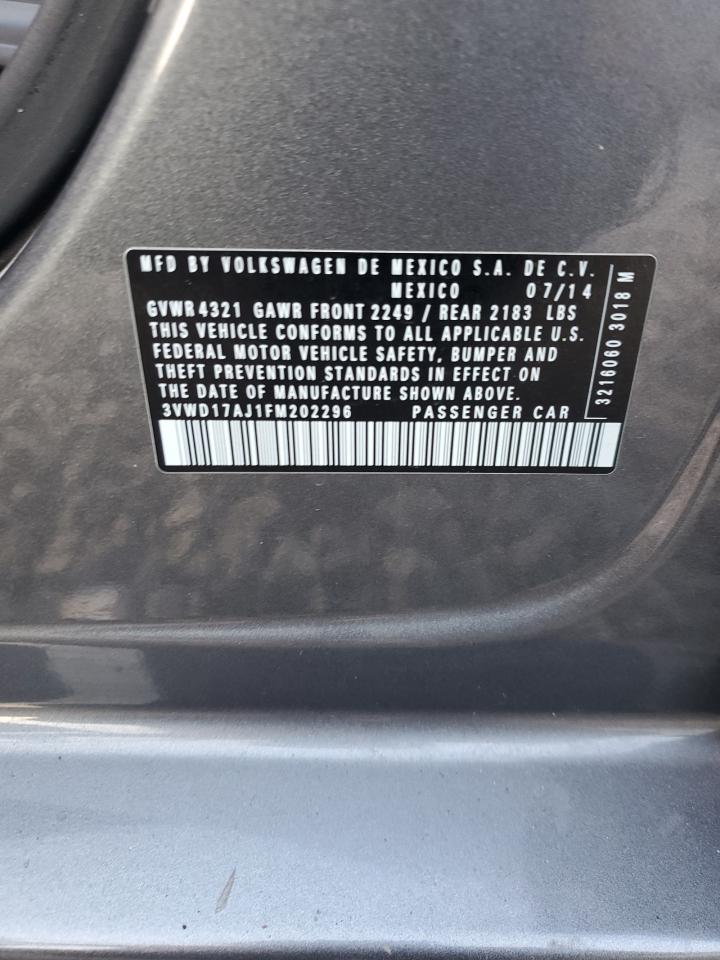 MFD BY VOLKSWAGEN DE MEXICO S.A. DE C.V.
MEXICO 07/14
GVWR 4321 GAWR FRONT 2249 / REAR 2183 LBS
THIS VEHICLE CONFORMS TO ALL APPLICABLE U.S.
FEDERAL MOTOR VEHICLE SAFETY, BUMPER AND
THEFT PREVENTION STANDARDS IN EFFECT ON
THE DATE OF MANUFACTURE SHOWN ABOVE.
3VWD17AJ1FM202296 PASSENGER CAR
3216060 3018 M